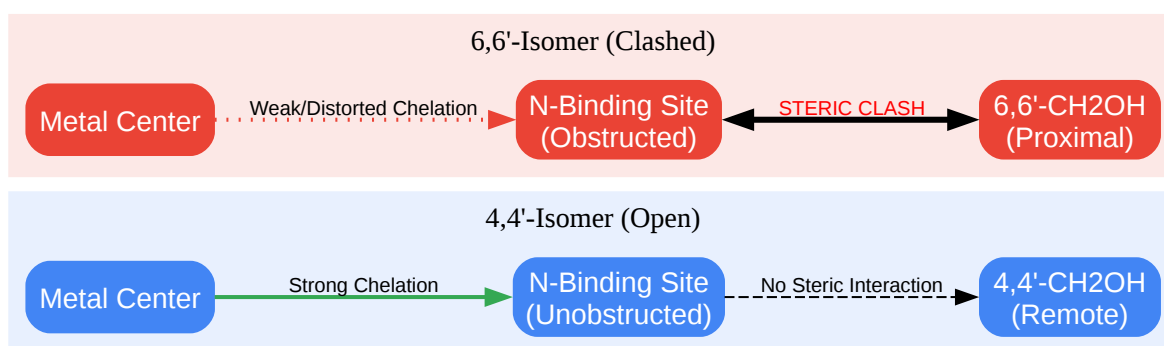 6,6'-Isomer (Clashed)
Metal Center
Weak/Distorted Chelation
N-Binding Site
(Obstructed)
STERIC CLASH
6,6'-CH2OH
(Proximal)
4,4'-Isomer (Open)
Metal Center
Strong Chelation
N-Binding Site
(Unobstructed)
No Steric Interaction
4,4'-CH2OH
(Remote)